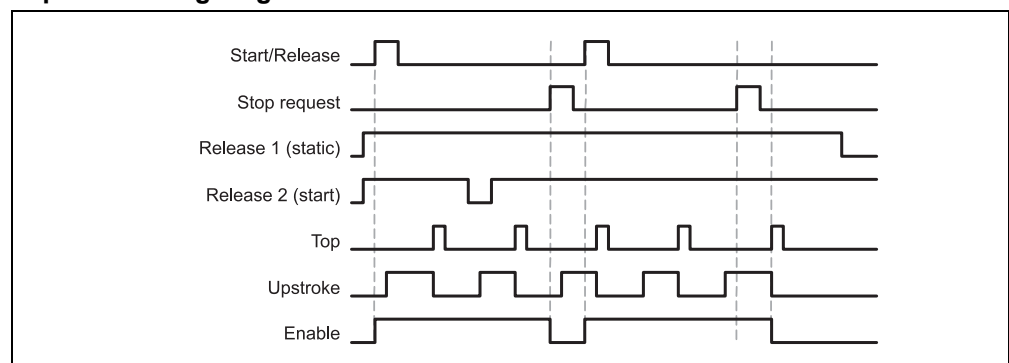 Start/Release
Stop request
Release 1 (static)
Release 2 (start)
Top
Upstroke
Enable